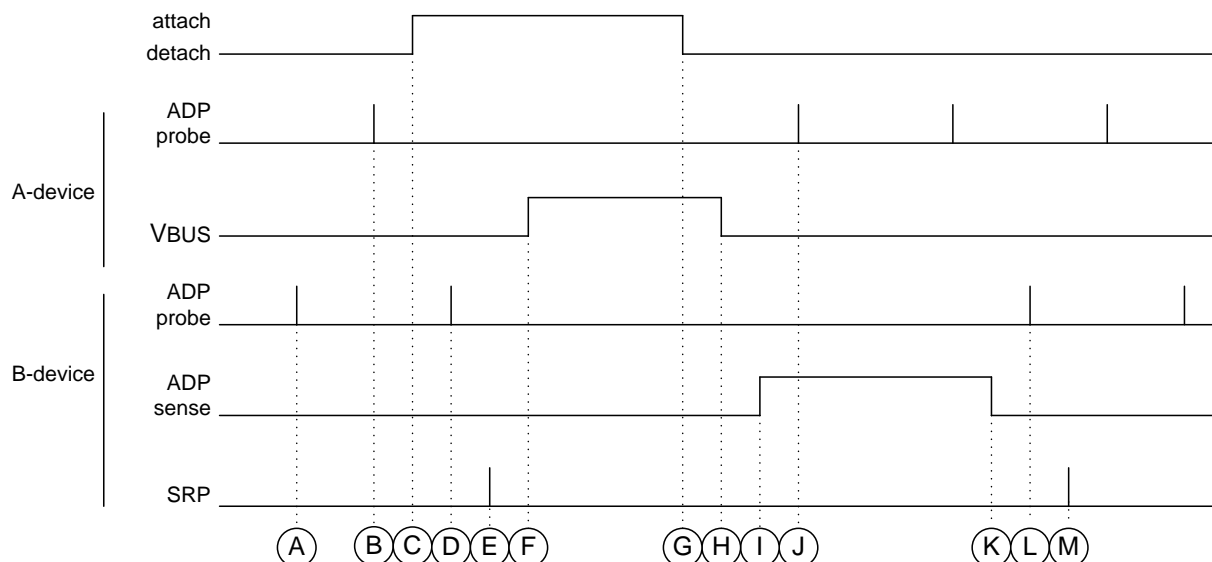 attach
detach
ADP
probe
A-device
VBUS
ADP
probe
B-device
ADP
sense
SRP
A B C D E F G H I J K L M